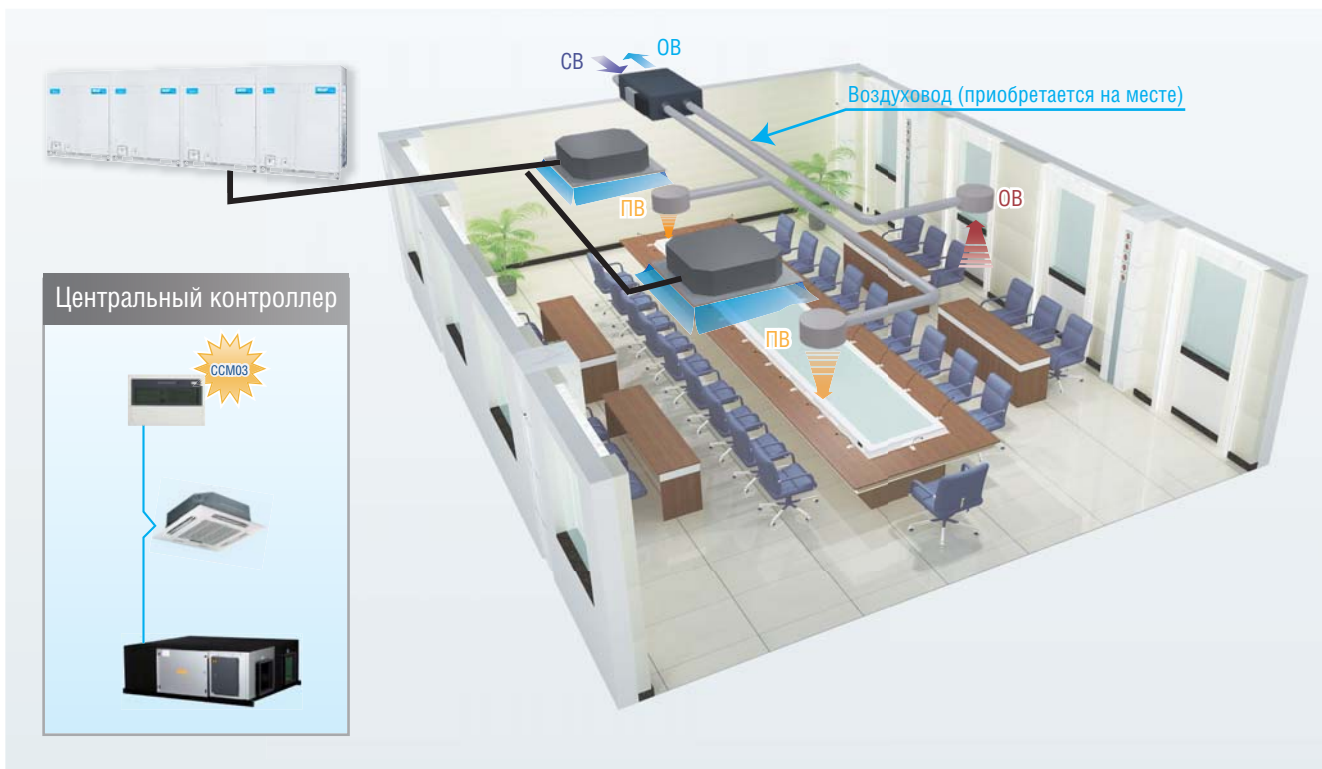 ОВ
СВ
Воздуховод (приобретается на месте)
ПВ
ОВ
ПВ
Центральный контроллер
CCM03